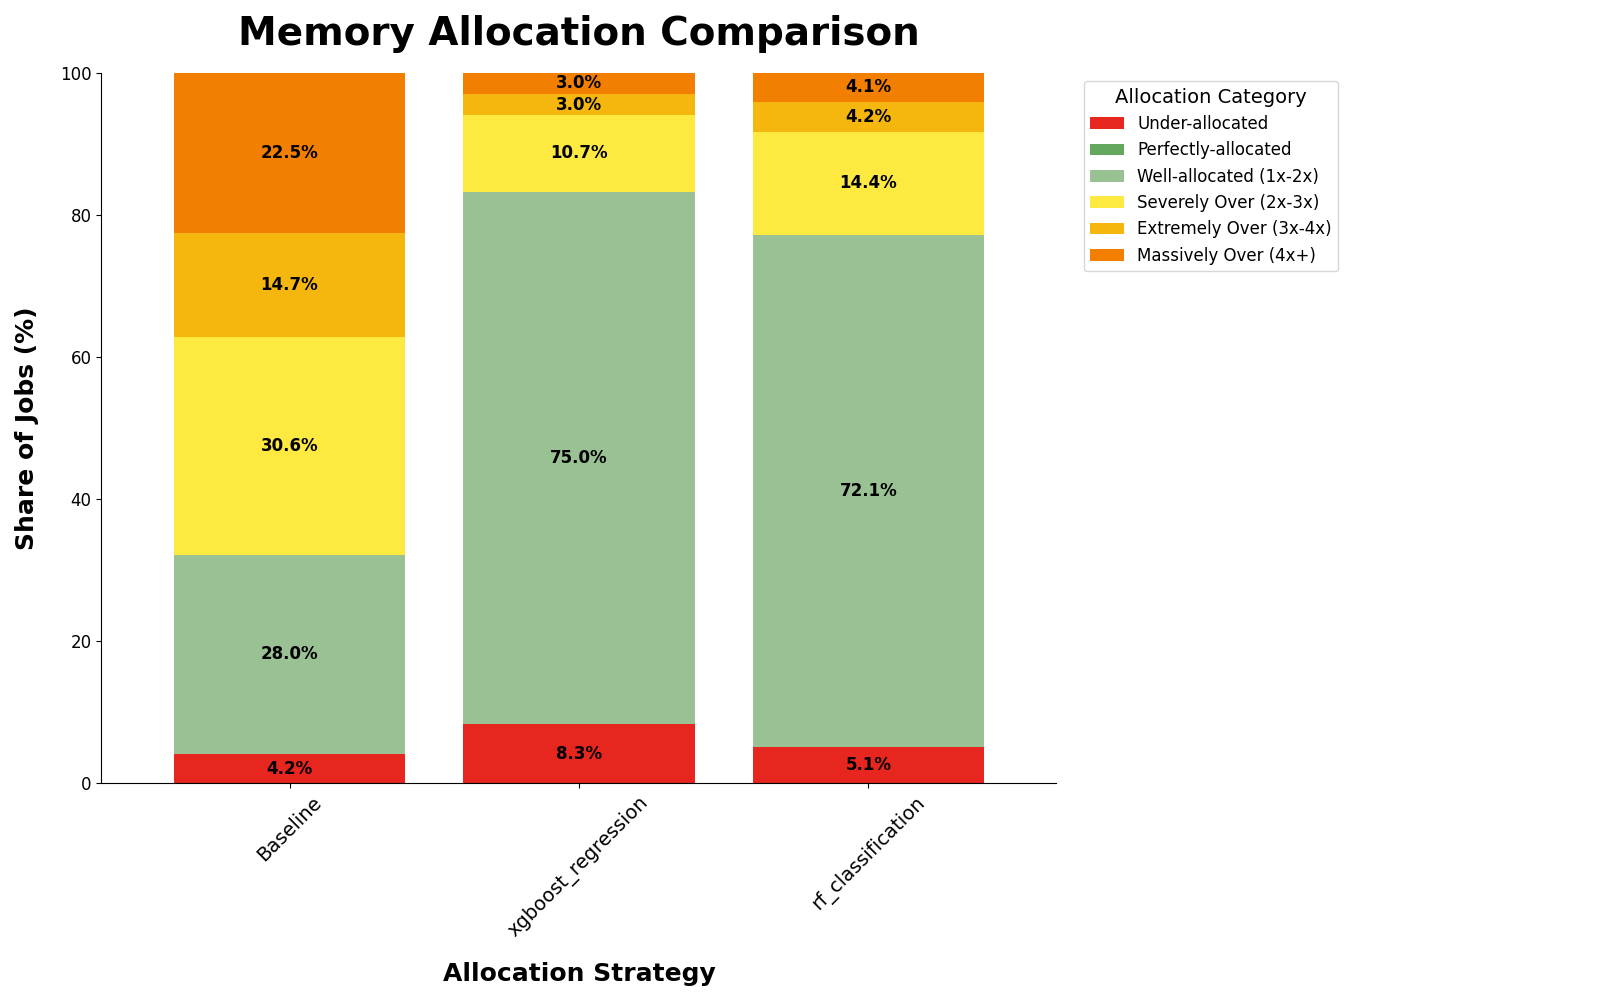 Memory Allocation Comparison
Share of Jobs (%)
100
80
60
40
20
0
22.5%
14.7%
30.6%
28.0%
4.2%
3.0%
3.0%
10.7%
75.0%
8.3%
4.1%
4.2%
14.4%
72.1%
5.1%
Baseline
xgboost_regression
rf_classification
Allocation Strategy
Allocation Category
Under-allocated
Perfectly-allocated
Well-allocated (1x-2x)
Severely Over (2x-3x)
Extremely Over (3x-4x)
Massively Over (4x+)